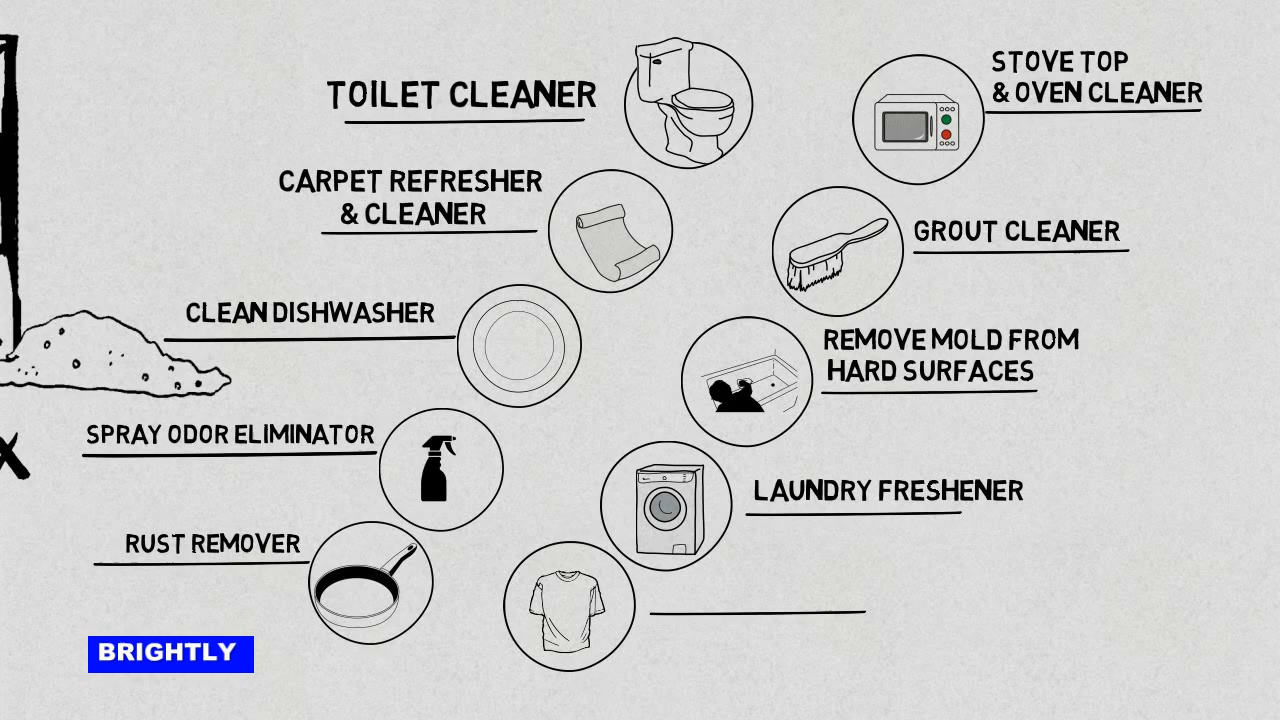 TOILET CLEANER
STOVE TOP
& OVEN CLEANER
CARPET REFRESHER
& CLEANER
GROUT CLEANER
CLEAN DISHWASHER
REMOVE MOLD FROM
HARD SURFACES
SPRAY ODOR ELIMINATOR
X
LAUNDRY FRESHENER
RUST REMOVER
BRIGHTLY